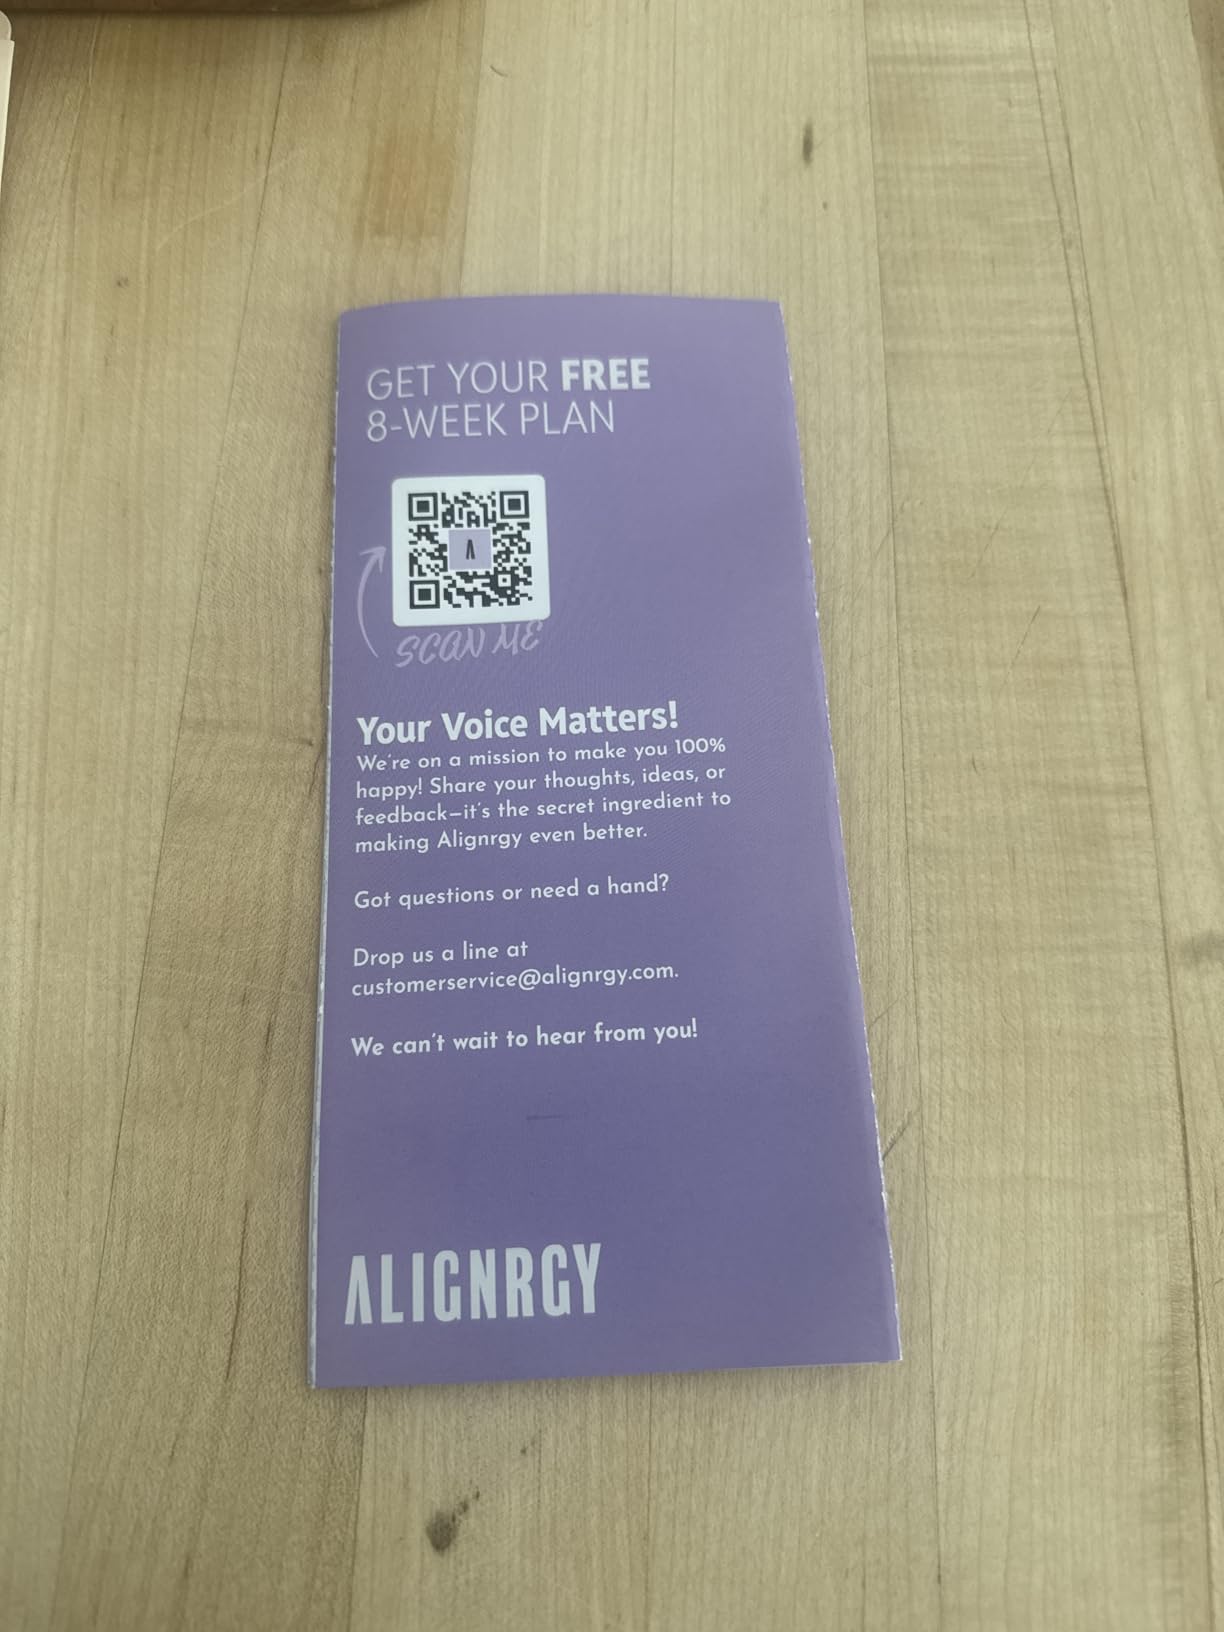 GET YOUR FREE
8-WEEK PLAN
SCAN ME
Your Voice Matters!
We're on a mission to make you 100%
happy! Share your thoughts, ideas, or
feedback—it's the secret ingredient to
making Alignrgy even better.
Got questions or need a hand?
Drop us a line at
customerservice@alignrgy.com.
We can't wait to hear from you!
ALIGNRGY